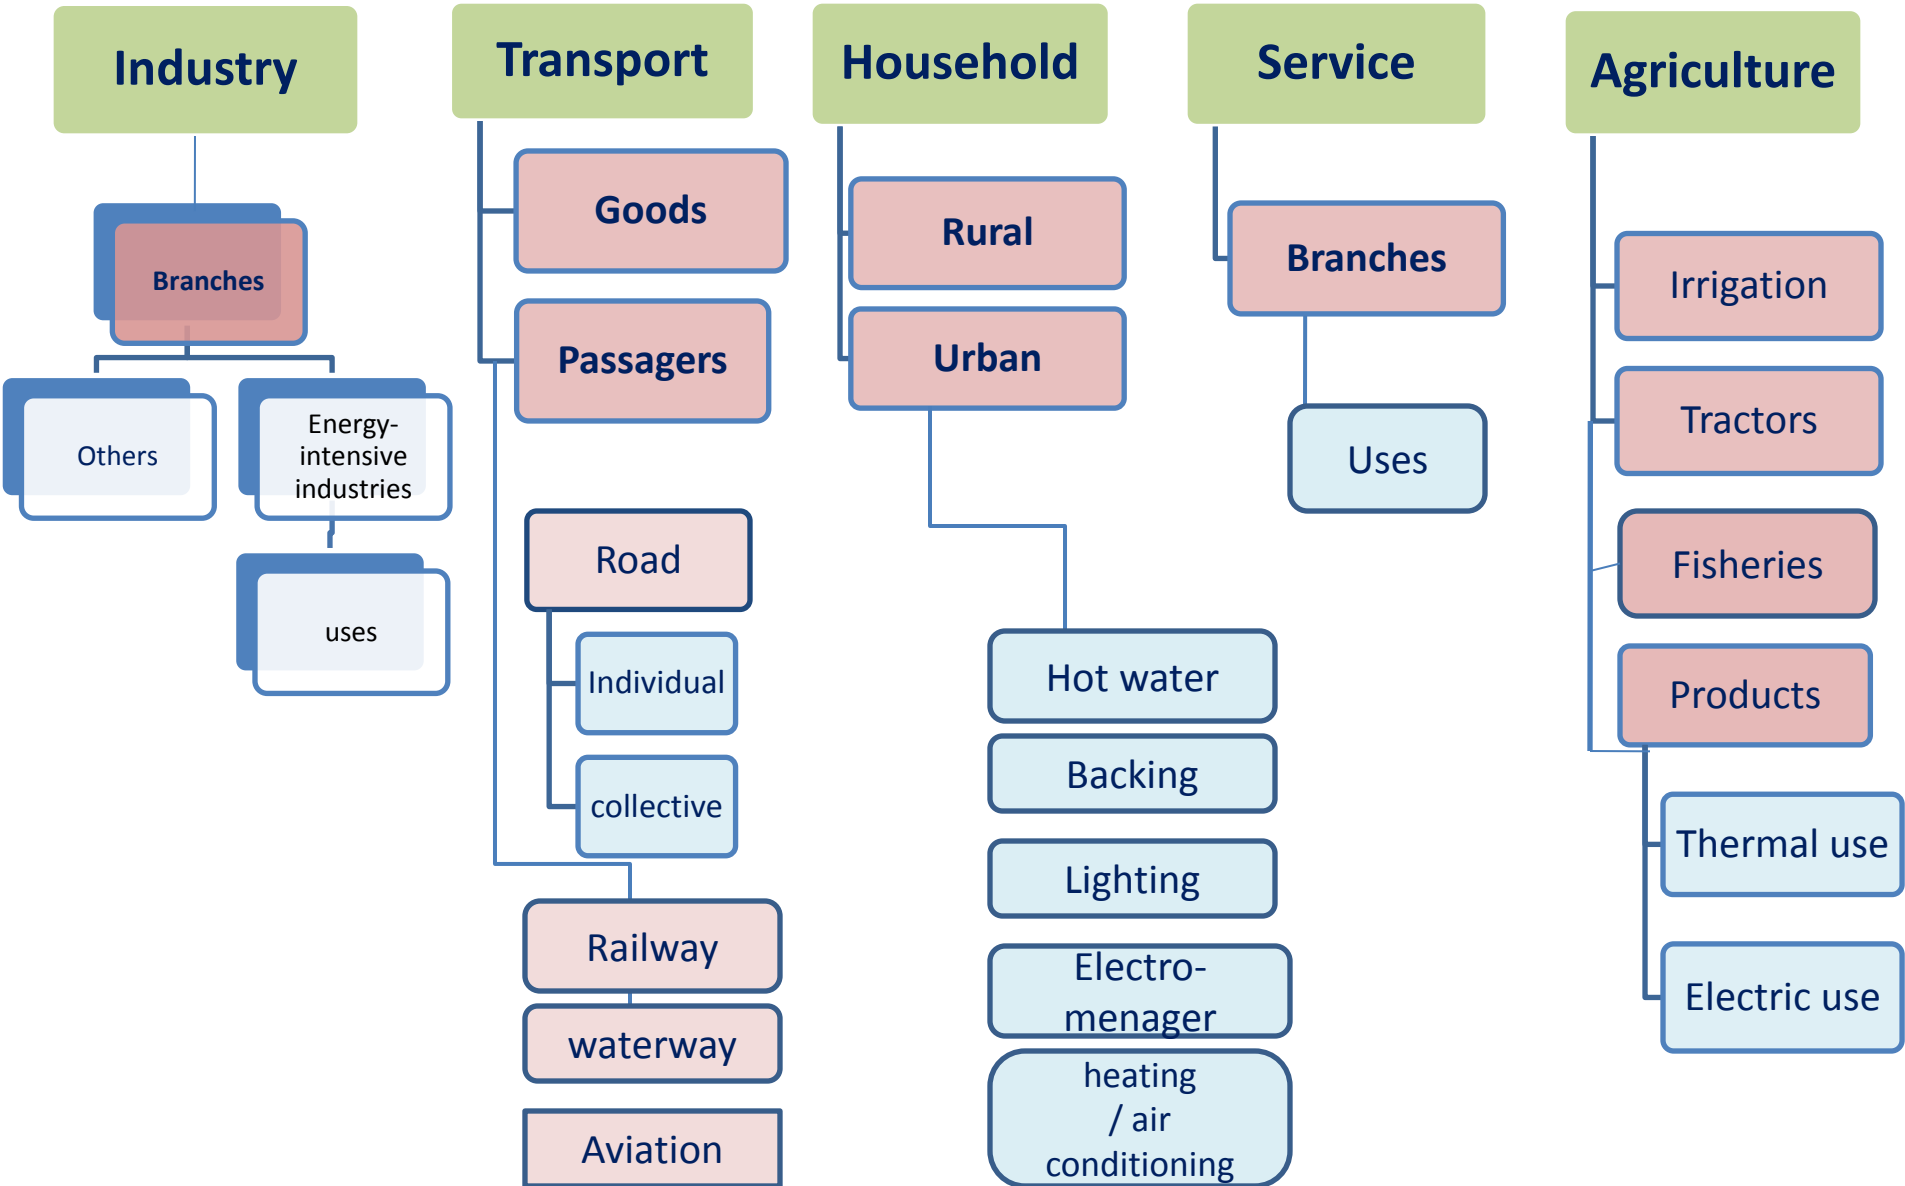 Industry
Branches
Others
Energy-
intensive
industries
uses
Transport
Goods
Passagers
Road
Individual
collective
Railway
waterway
Aviation
Household
Rural
Urban
Hot water
Backing
Lighting
Electro-
menager
heating
/ air
conditioning
Service
Branches
Uses
Agriculture
Irrigation
Tractors
Fisheries
Products
Thermal use
Electric use